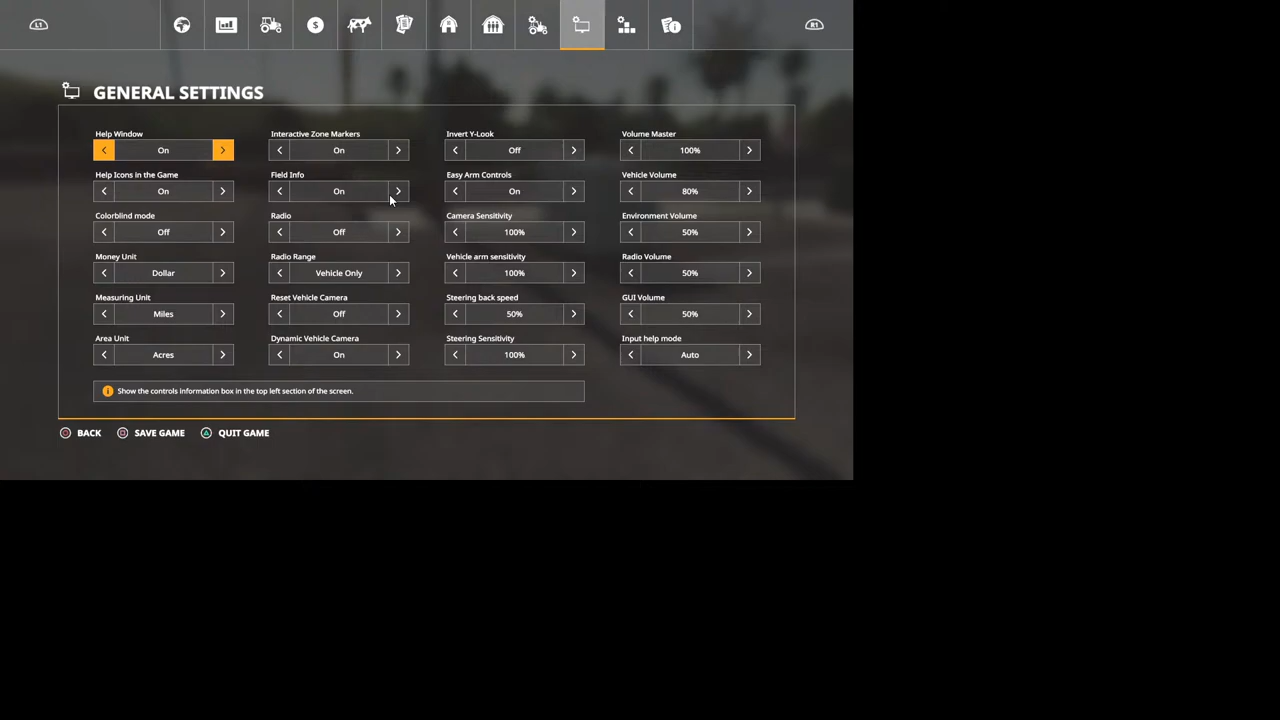 L1
R1
GENERAL SETTINGS
Help Window
On
Help Icons in the Game
On
Colorblind mode
Off
Money Unit
Dollar
Measuring Unit
Miles
Area Unit
Acres
Interactive Zone Markers
On
Field Info
On
Radio
Off
Radio Range
Vehicle Only
Reset Vehicle Camera
Off
Dynamic Vehicle Camera
On
Invert Y-Look
Off
Easy Arm Controls
On
Camera Sensitivity
100%
Vehicle arm sensitivity
100%
Steering back speed
50%
Steering Sensitivity
100%
Volume Master
100%
Vehicle Volume
80%
Environment Volume
50%
Radio Volume
50%
GUI Volume
50%
Input help mode
Auto
Show the controls information box in the top left section of the screen.
BACK SAVE GAME QUIT GAME